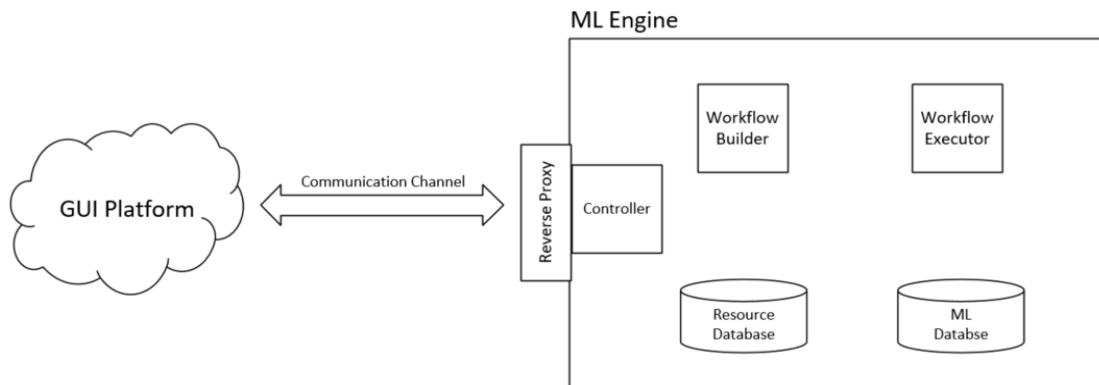 ML Engine
Workflow
Builder
Workflow
Executor
Communication Channel
GUI Platform
Reverse Proxy
Controller
Resource
Database
ML
Databse